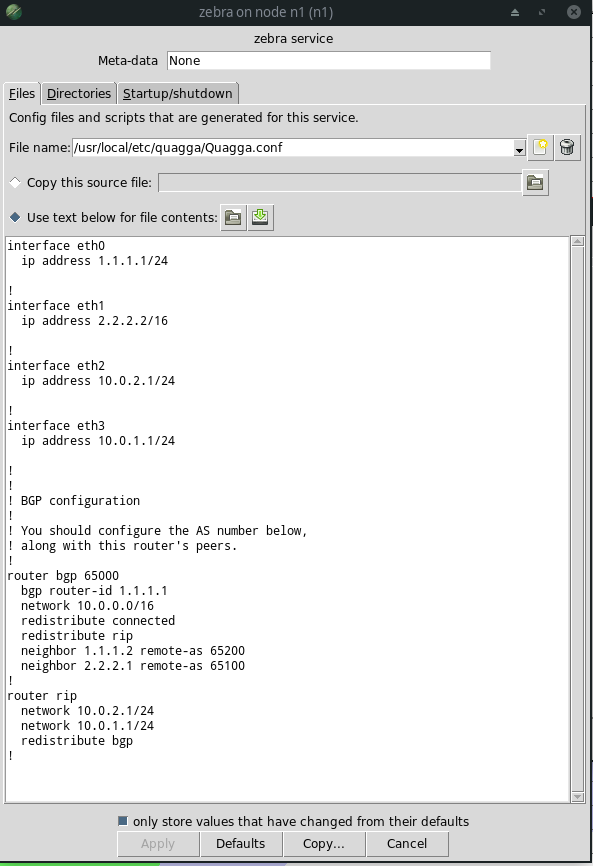 zebra on node n1 (n1)
zebra service
Meta-data None
Files Directories Startup/shutdown
Config files and scripts that are generated for this service.
File name: /usr/local/etc/quagga/Quagga.conf
Copy this source file:
Use text below for file contents:
interface eth0
  ip address 1.1.1.1/24
!
interface eth1
  ip address 2.2.2.2/16
!
interface eth2
  ip address 10.0.2.1/24
!
interface eth3
  ip address 10.0.1.1/24
!
!
! BGP configuration
!
! You should configure the AS number below,
! along with this router's peers.
!
router bgp 65000
  bgp router-id 1.1.1.1
  network 10.0.0.0/16
  redistribute connected
  redistribute rip
  neighbor 1.1.1.2 remote-as 65200
  neighbor 2.2.2.1 remote-as 65100
!
router rip
  network 10.0.2.1/24
  network 10.0.1.1/24
  redistribute bgp
!
only store values that have changed from their defaults
Apply Defaults Copy... Cancel